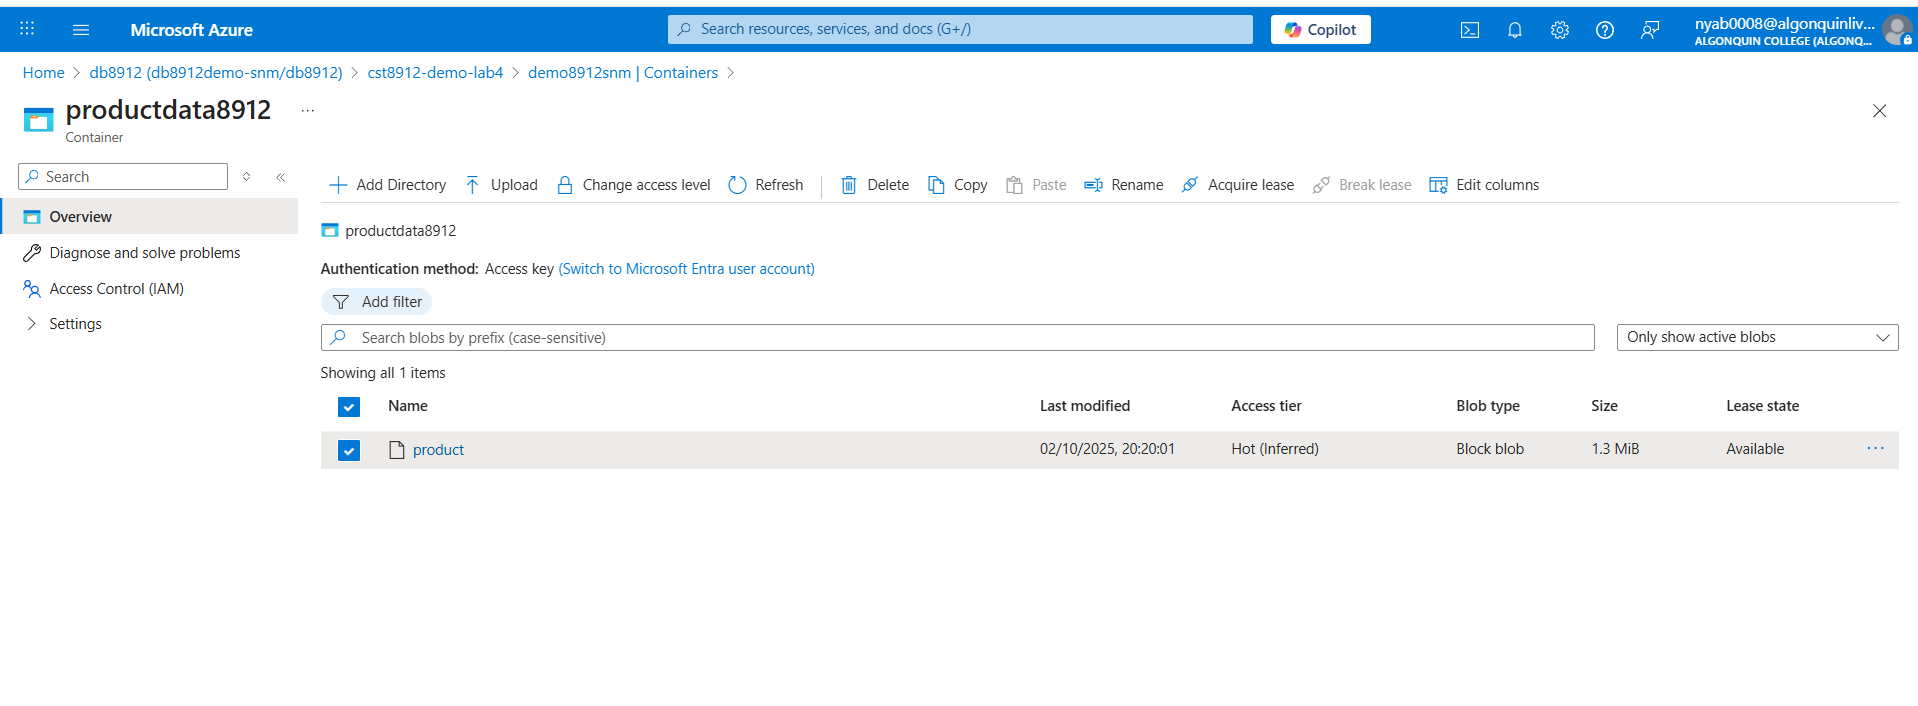 Microsoft Azure
Search resources, services, and docs (G+/)
Copilot
nyab0008@algonquinliv...
ALGONQUIN COLLEGE (ALGONQ...
Home > db8912 (db8912demo-snm/db8912) > cst8912-demo-lab4 > demo8912snm | Containers >
productdata8912 ...
Container
Search
Add Directory Upload Change access level Refresh Delete Copy Paste Rename Acquire lease Break lease Edit columns
Overview
Diagnose and solve problems
Access Control (IAM)
Settings
productdata8912
Authentication method: Access key (Switch to Microsoft Entra user account)
Add filter
Search blobs by prefix (case-sensitive)
Only show active blobs
Showing all 1 items
Name Last modified Access tier Blob type Size Lease state
product 02/10/2025, 20:20:01 Hot (Inferred) Block blob 1.3 MiB Available ...